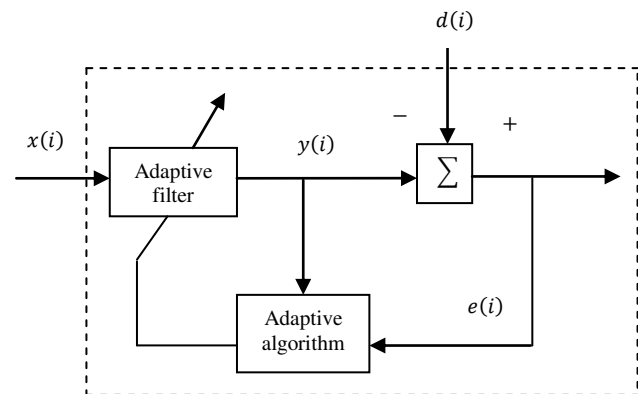 d(i)
− +
x(i)
y(i)
Adaptive
filter
∑
Adaptive
algorithm
e(i)